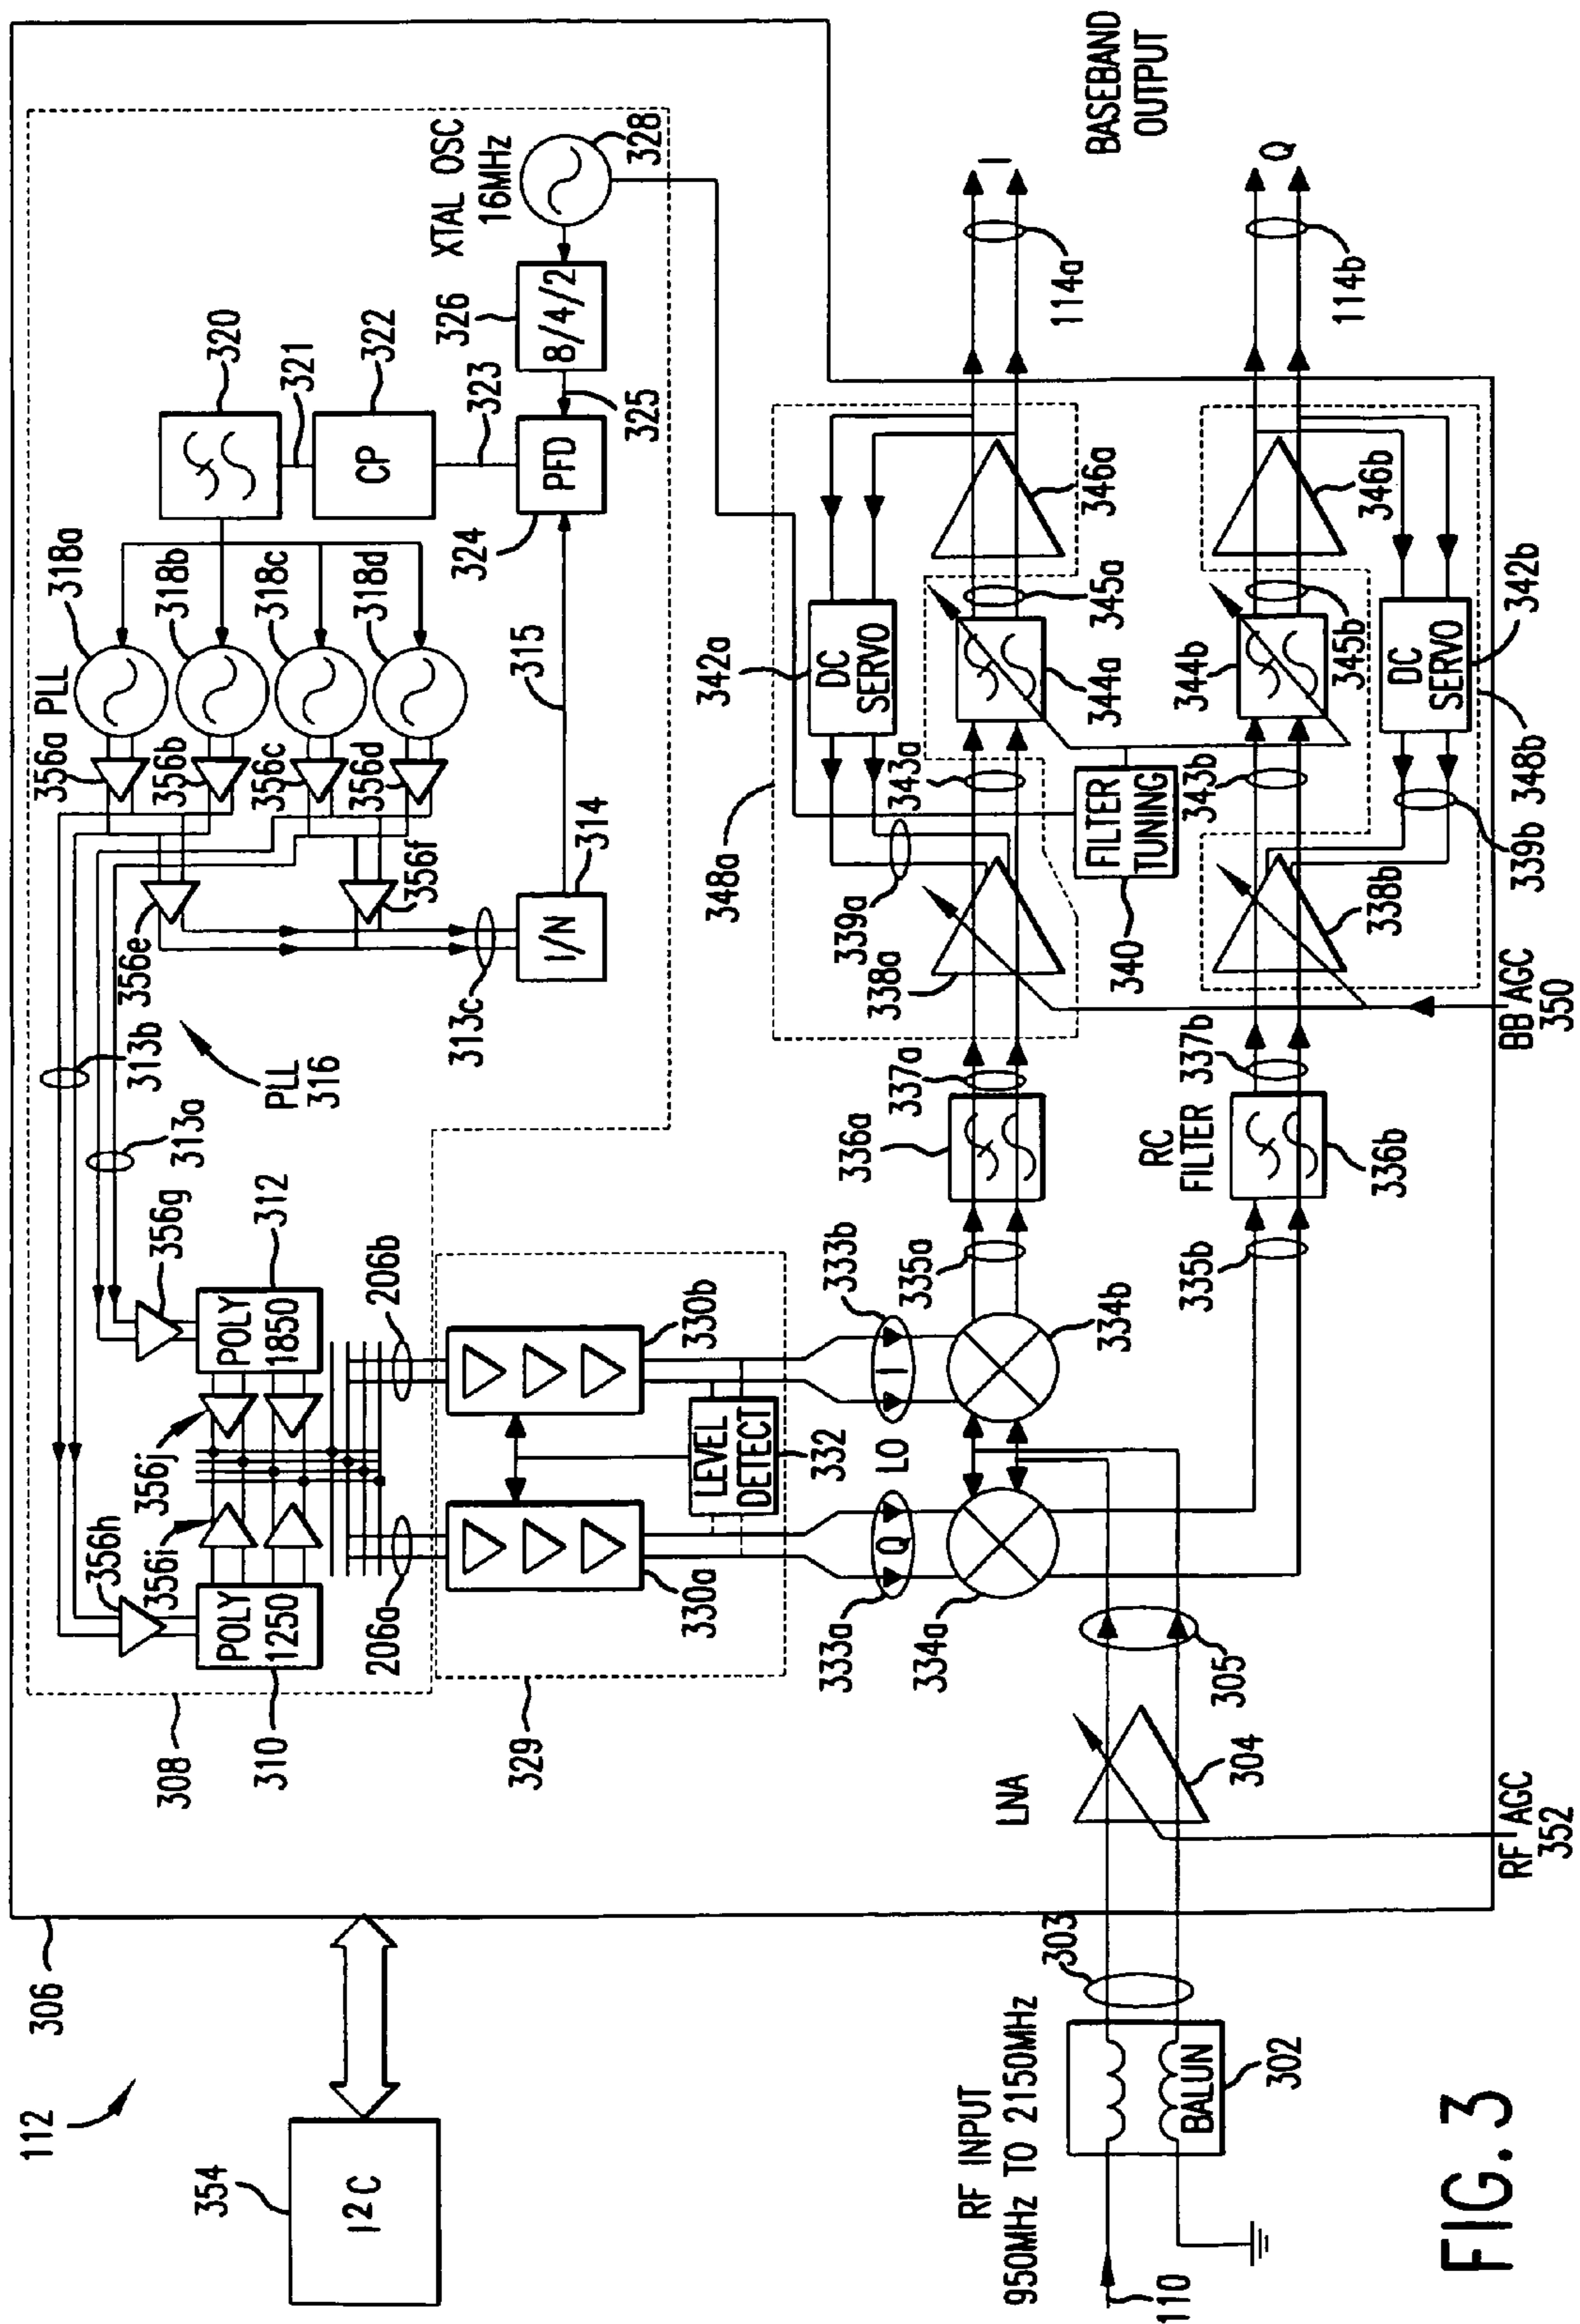 112
354
I²C
306
308
310
POLY
1250
356h
356i
356j
356g
POLY
1850
312
313a
313b
PLL
316
356e
356f
313c
I/N
314
315
356a
356b
356c
356d
PLL
318a
318b
318c
318d
320
321
CP
322
323
PFD
324
325
8/4/2
326
XTAL OSC
16MHz
328
206a
206b
329
330a
330b
LEVEL
DETECT
332
333a
Q
LO
I
333b
334a
334b
335a
335b
336a
RC
FILTER
336b
337a
337b
338a
338b
339a
339b
348a
348b
342a
DC
SERVO
343a
343b
344a
344b
345a
345b
346a
346b
DC
SERVO
342b
FILTER
TUNING
340
I
114a
Q
114b
BASEBAND
OUTPUT
BB AGC
350
RF AGC
352
LNA
304
305
303
RF INPUT
950MHz TO 2150MHz
BALUN
302
110
FIG.3